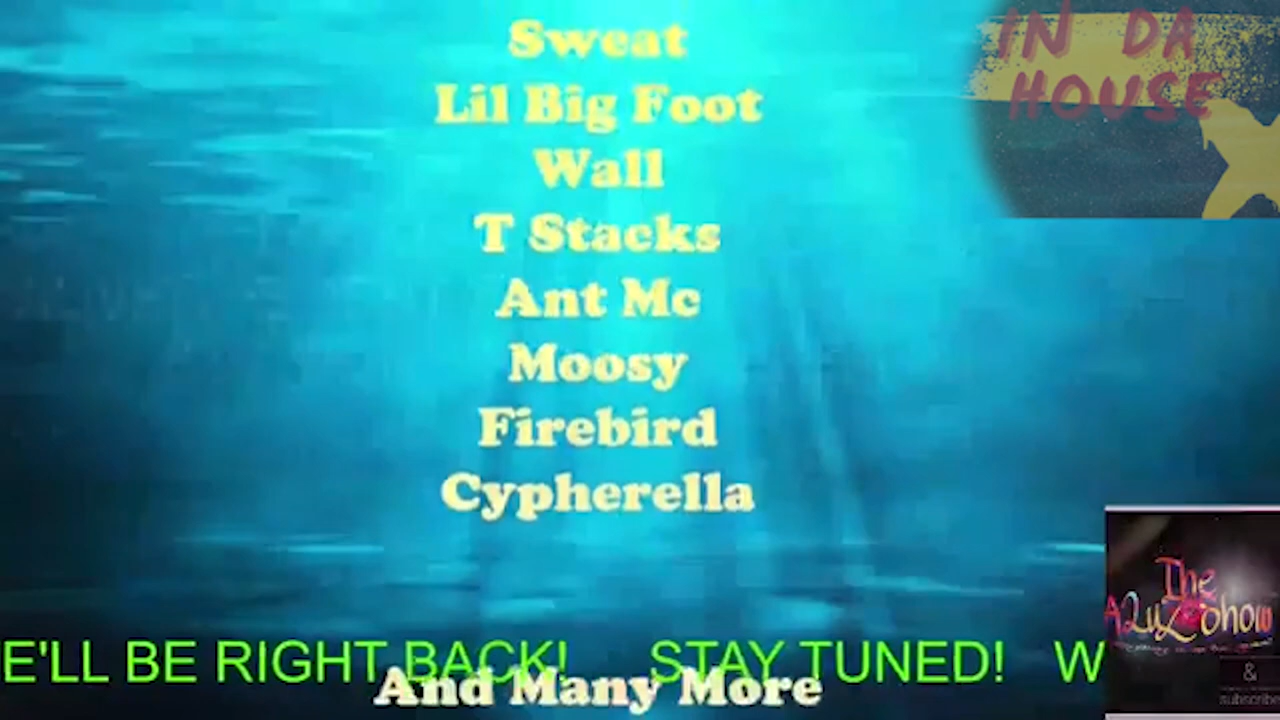 Sweat
IN DA
HOUSE
Lil Big Foot
Wall
T Stacks
Ant Mc
Moosy
Firebird
Cypherella
The
&
subscribe
E'LL BE RIGHT BACK! STAY TUNED! W
And Many More